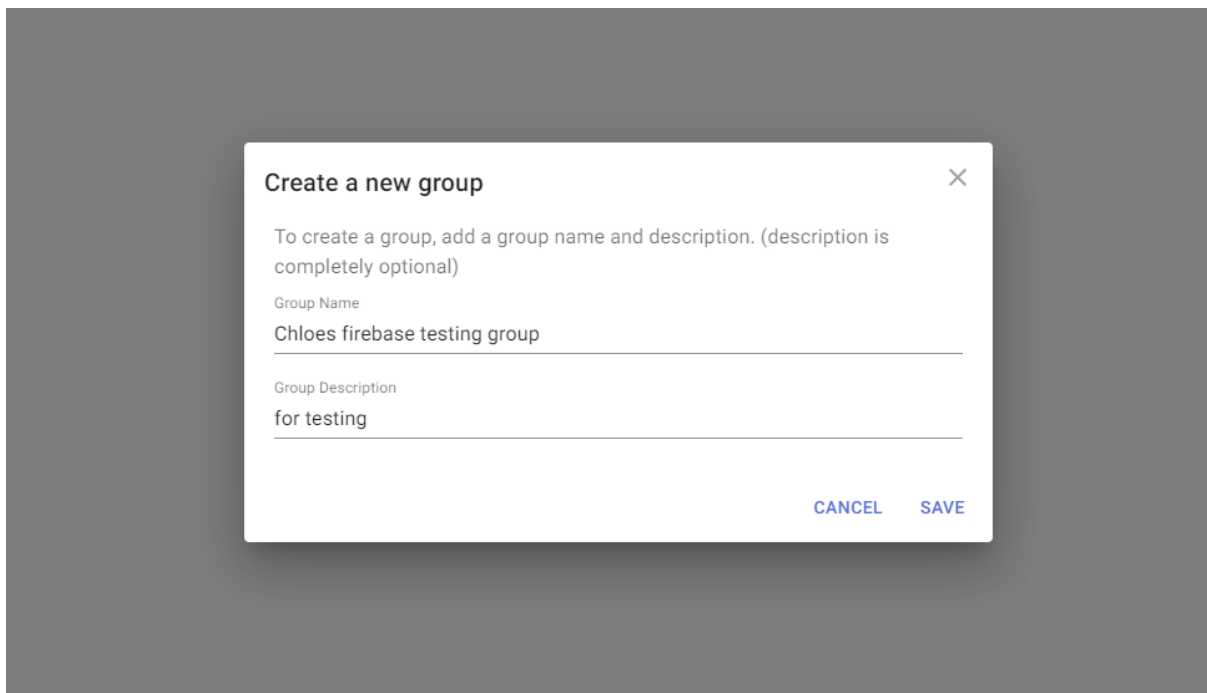 Create a new group
To create a group, add a group name and description. (description is
completely optional)
Group Name
Chloes firebase testing group
Group Description
for testing
CANCEL SAVE